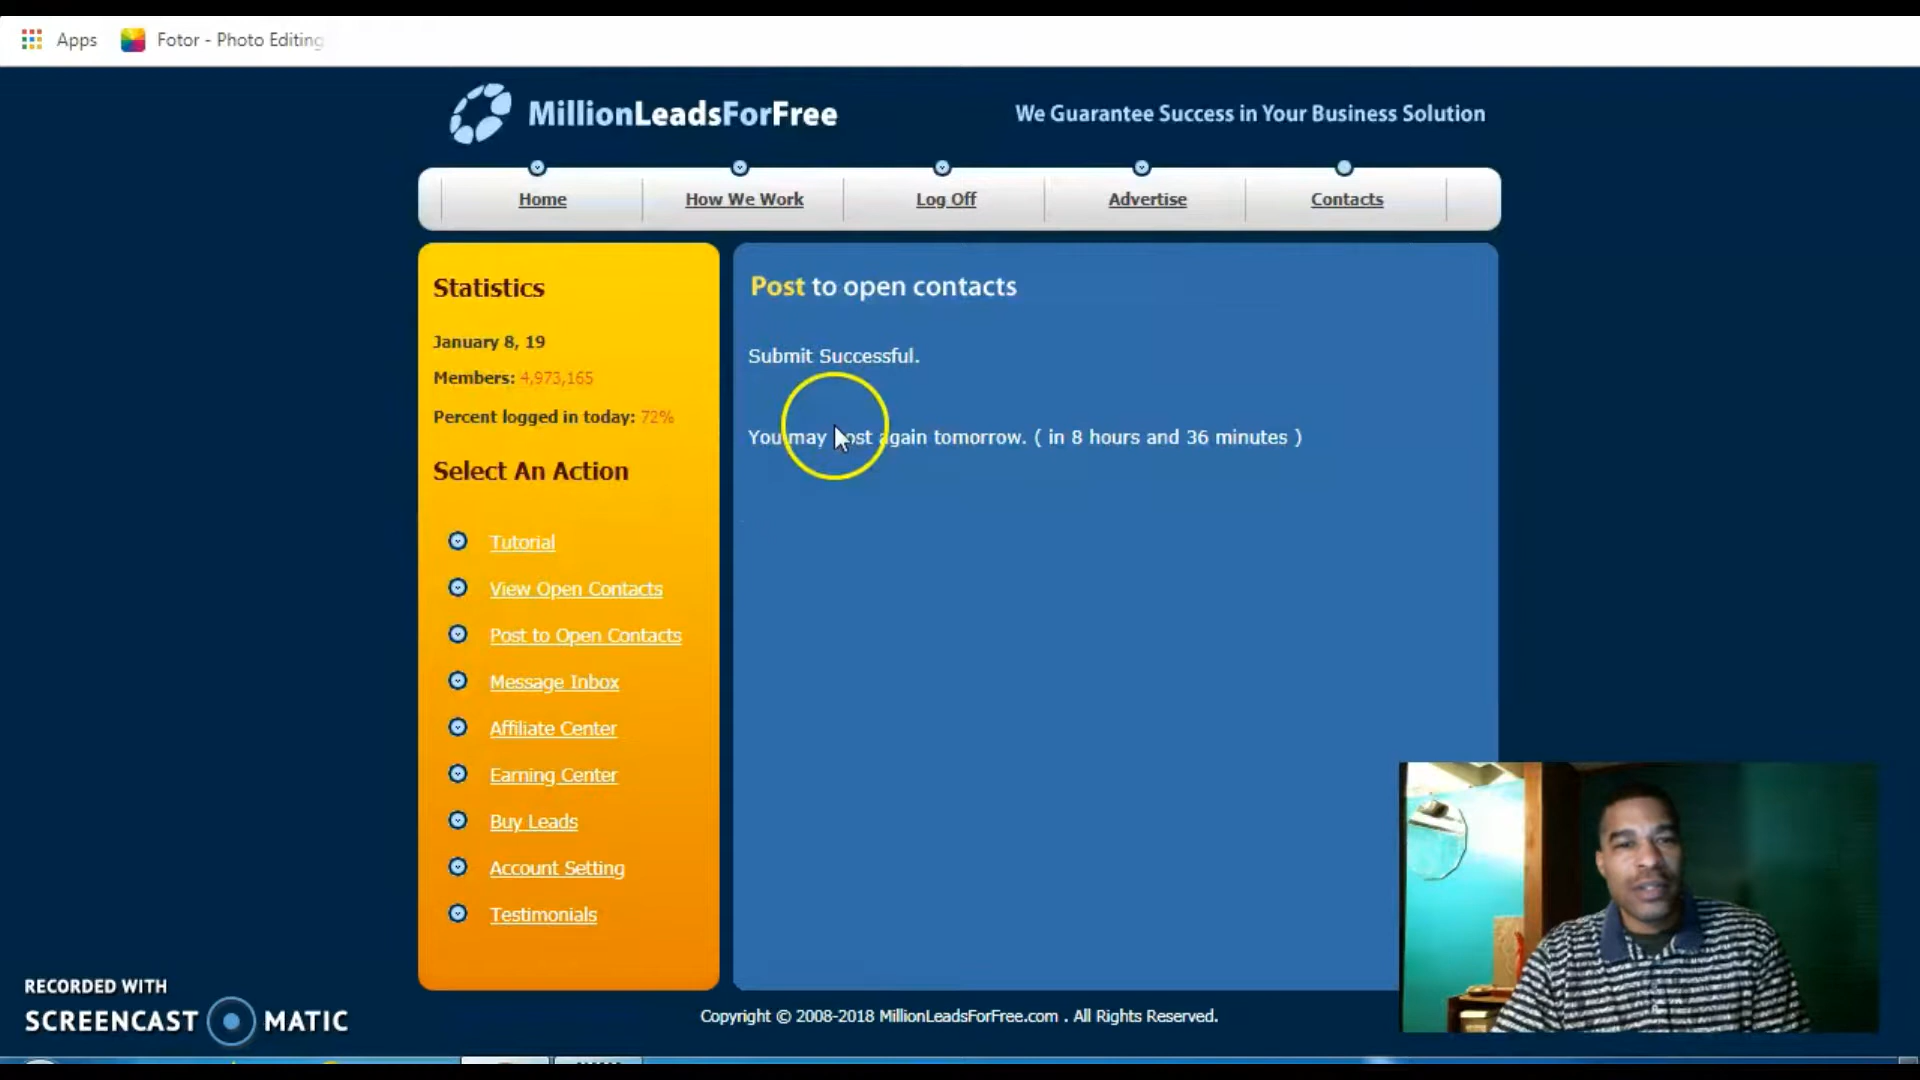 Apps Fotor - Photo Editing
MillionLeadsForFree
We Guarantee Success in Your Business Solution
Home How We Work Log Off Advertise Contacts
Statistics
January 8, 19
Members: 4,973,165
Percent logged in today: 72%
Select An Action
Tutorial
View Open Contacts
Post to Open Contacts
Message Inbox
Affiliate Center
Earning Center
Buy Leads
Account Setting
Testimonials
Post to open contacts
Submit Successful.
You may post again tomorrow. ( in 8 hours and 36 minutes )
RECORDED WITH
SCREENCAST MATIC
Copyright © 2008-2018 MillionLeadsForFree.com . All Rights Reserved.